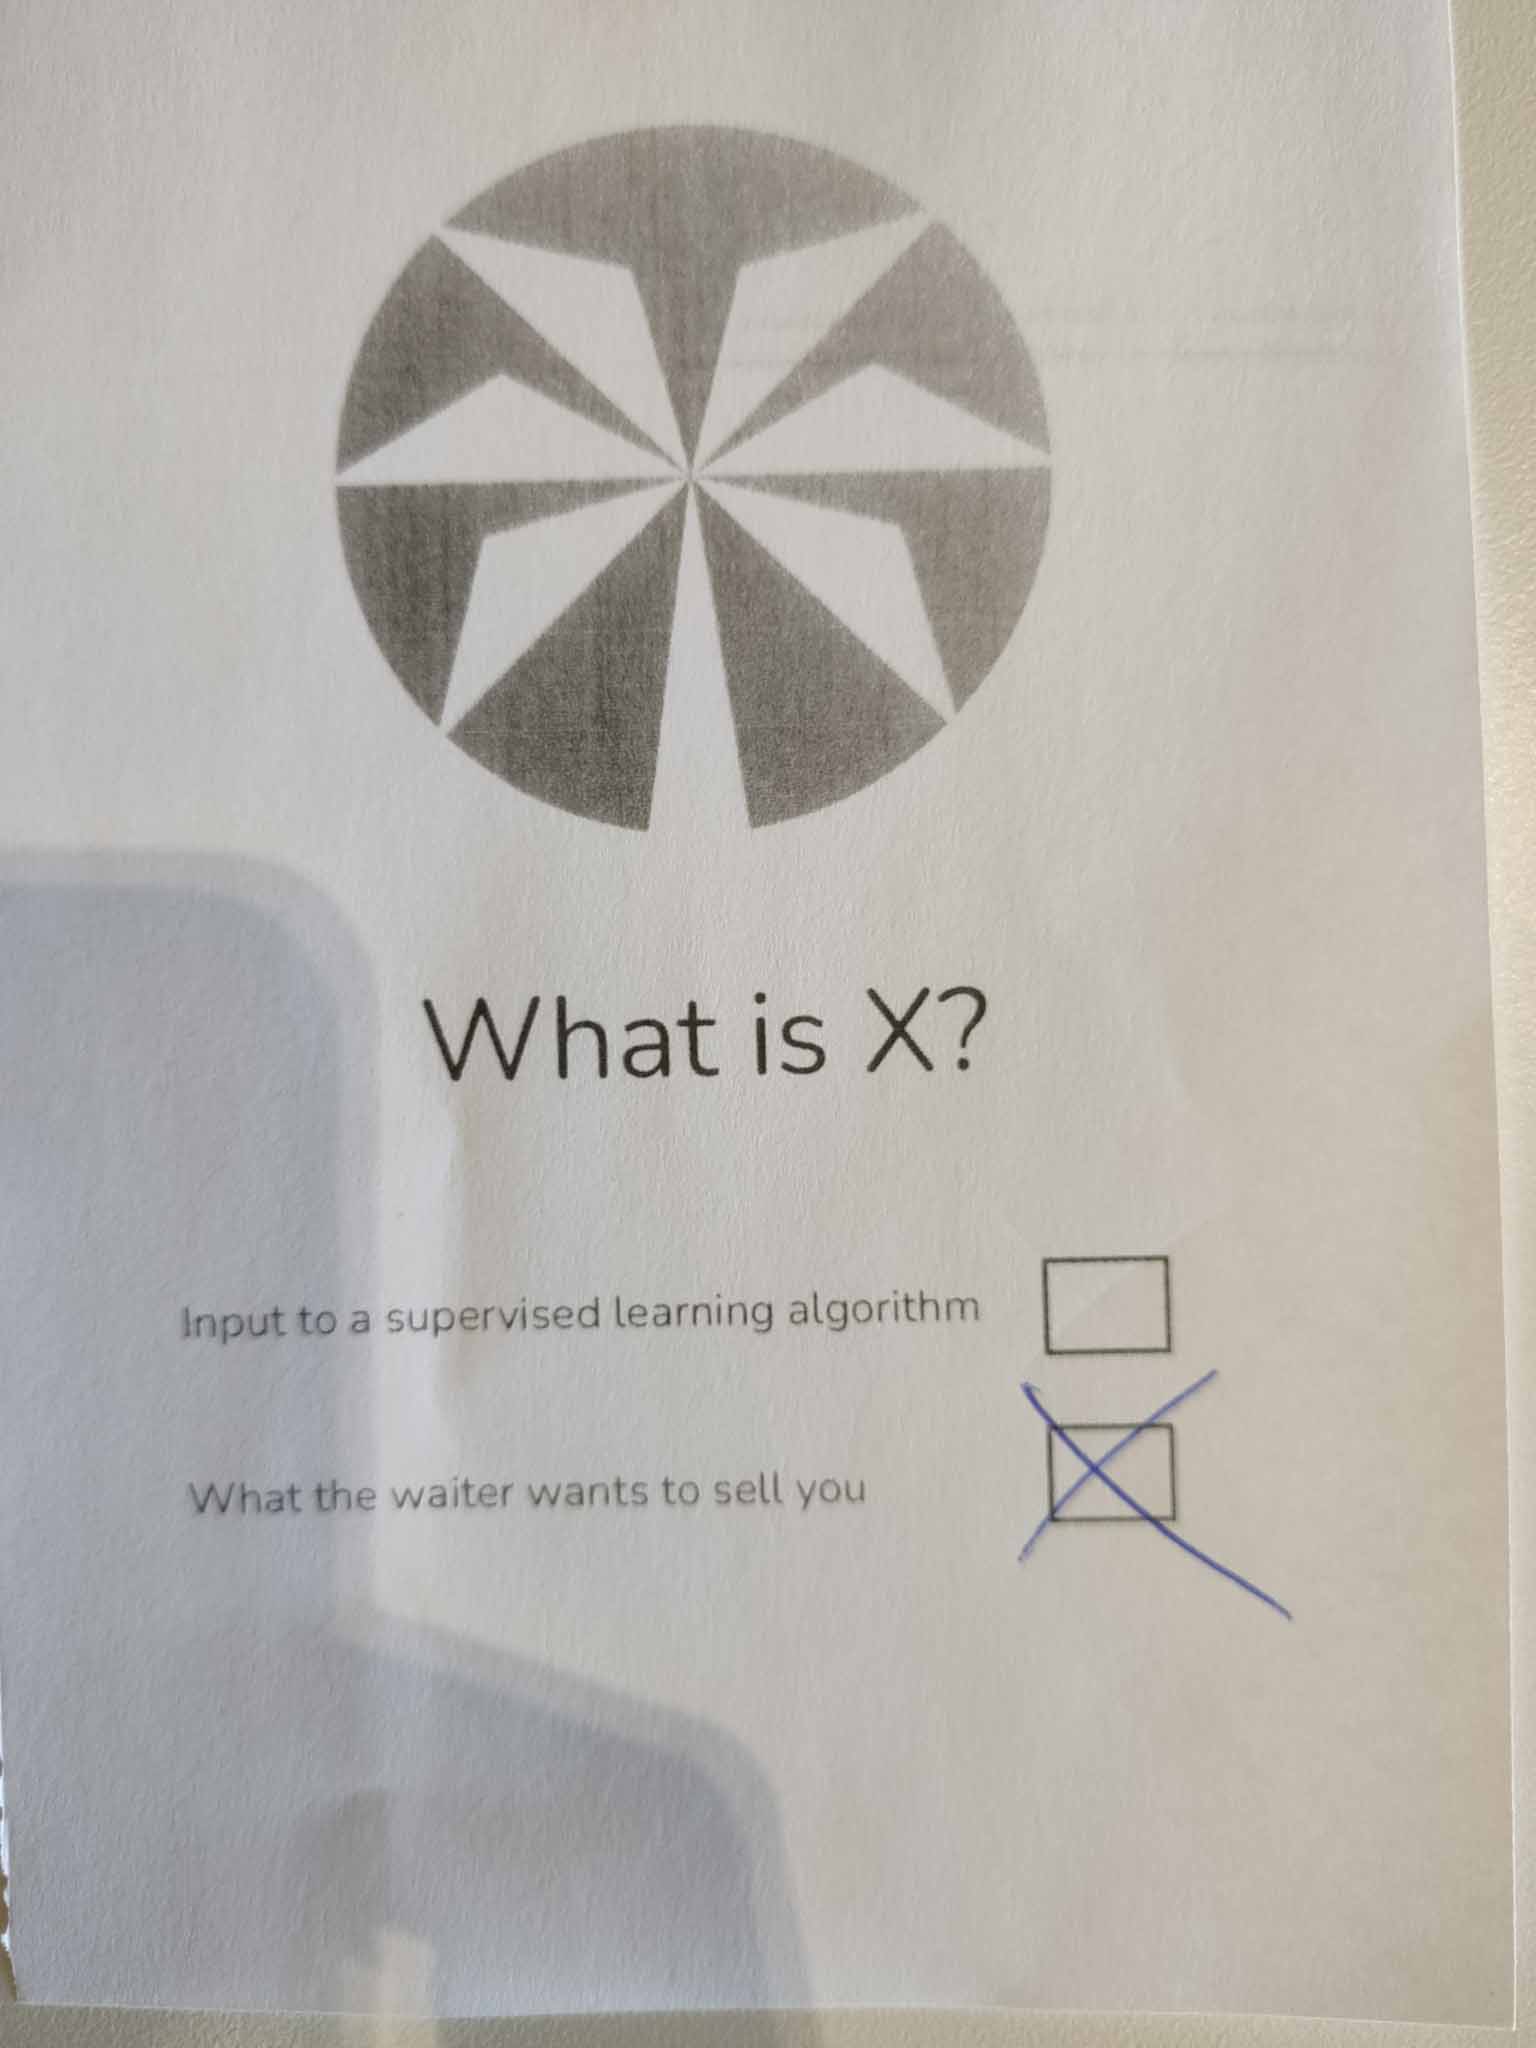 What is X?
Input to a supervised learning algorithm
What the waiter wants to sell you